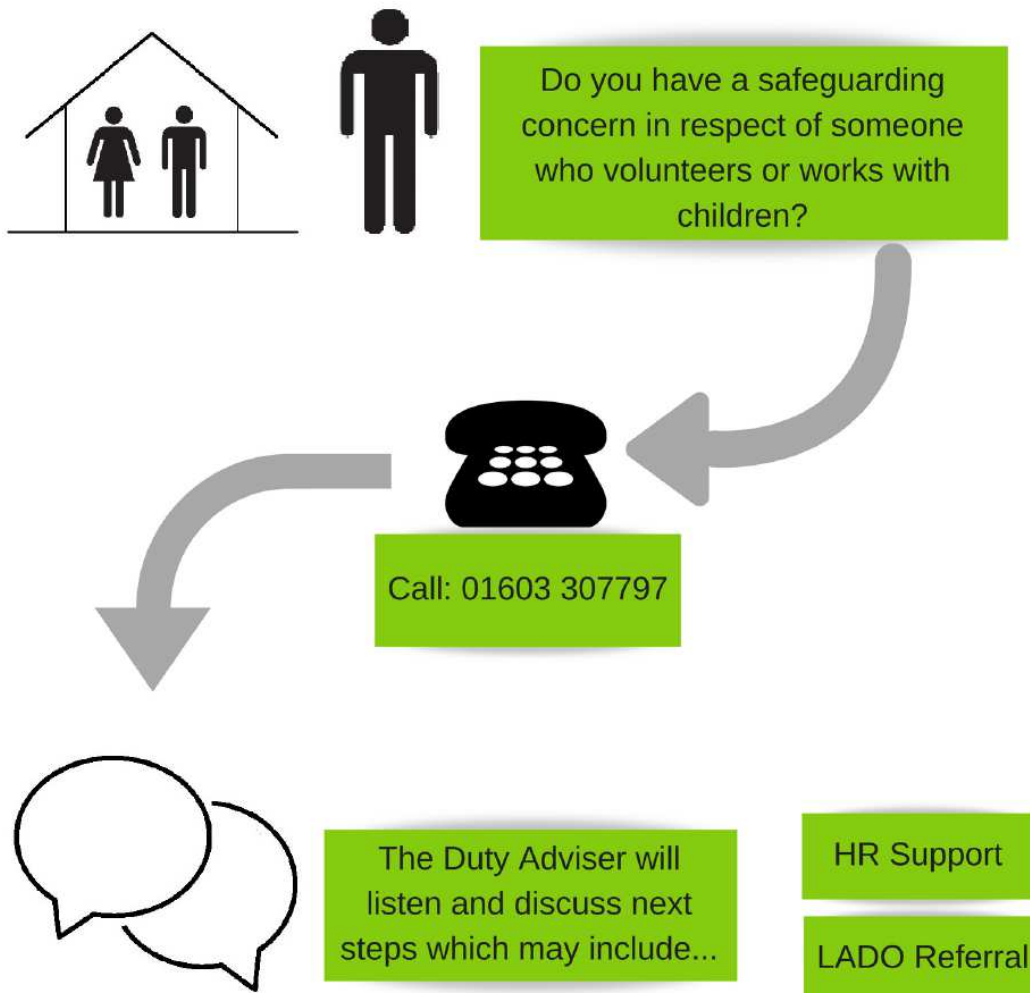 Do you have a safeguarding
concern in respect of someone
who volunteers or works with
children?
Call: 01603 307797
The Duty Adviser will
listen and discuss next
steps which may include...
HR Support
LADO Referral